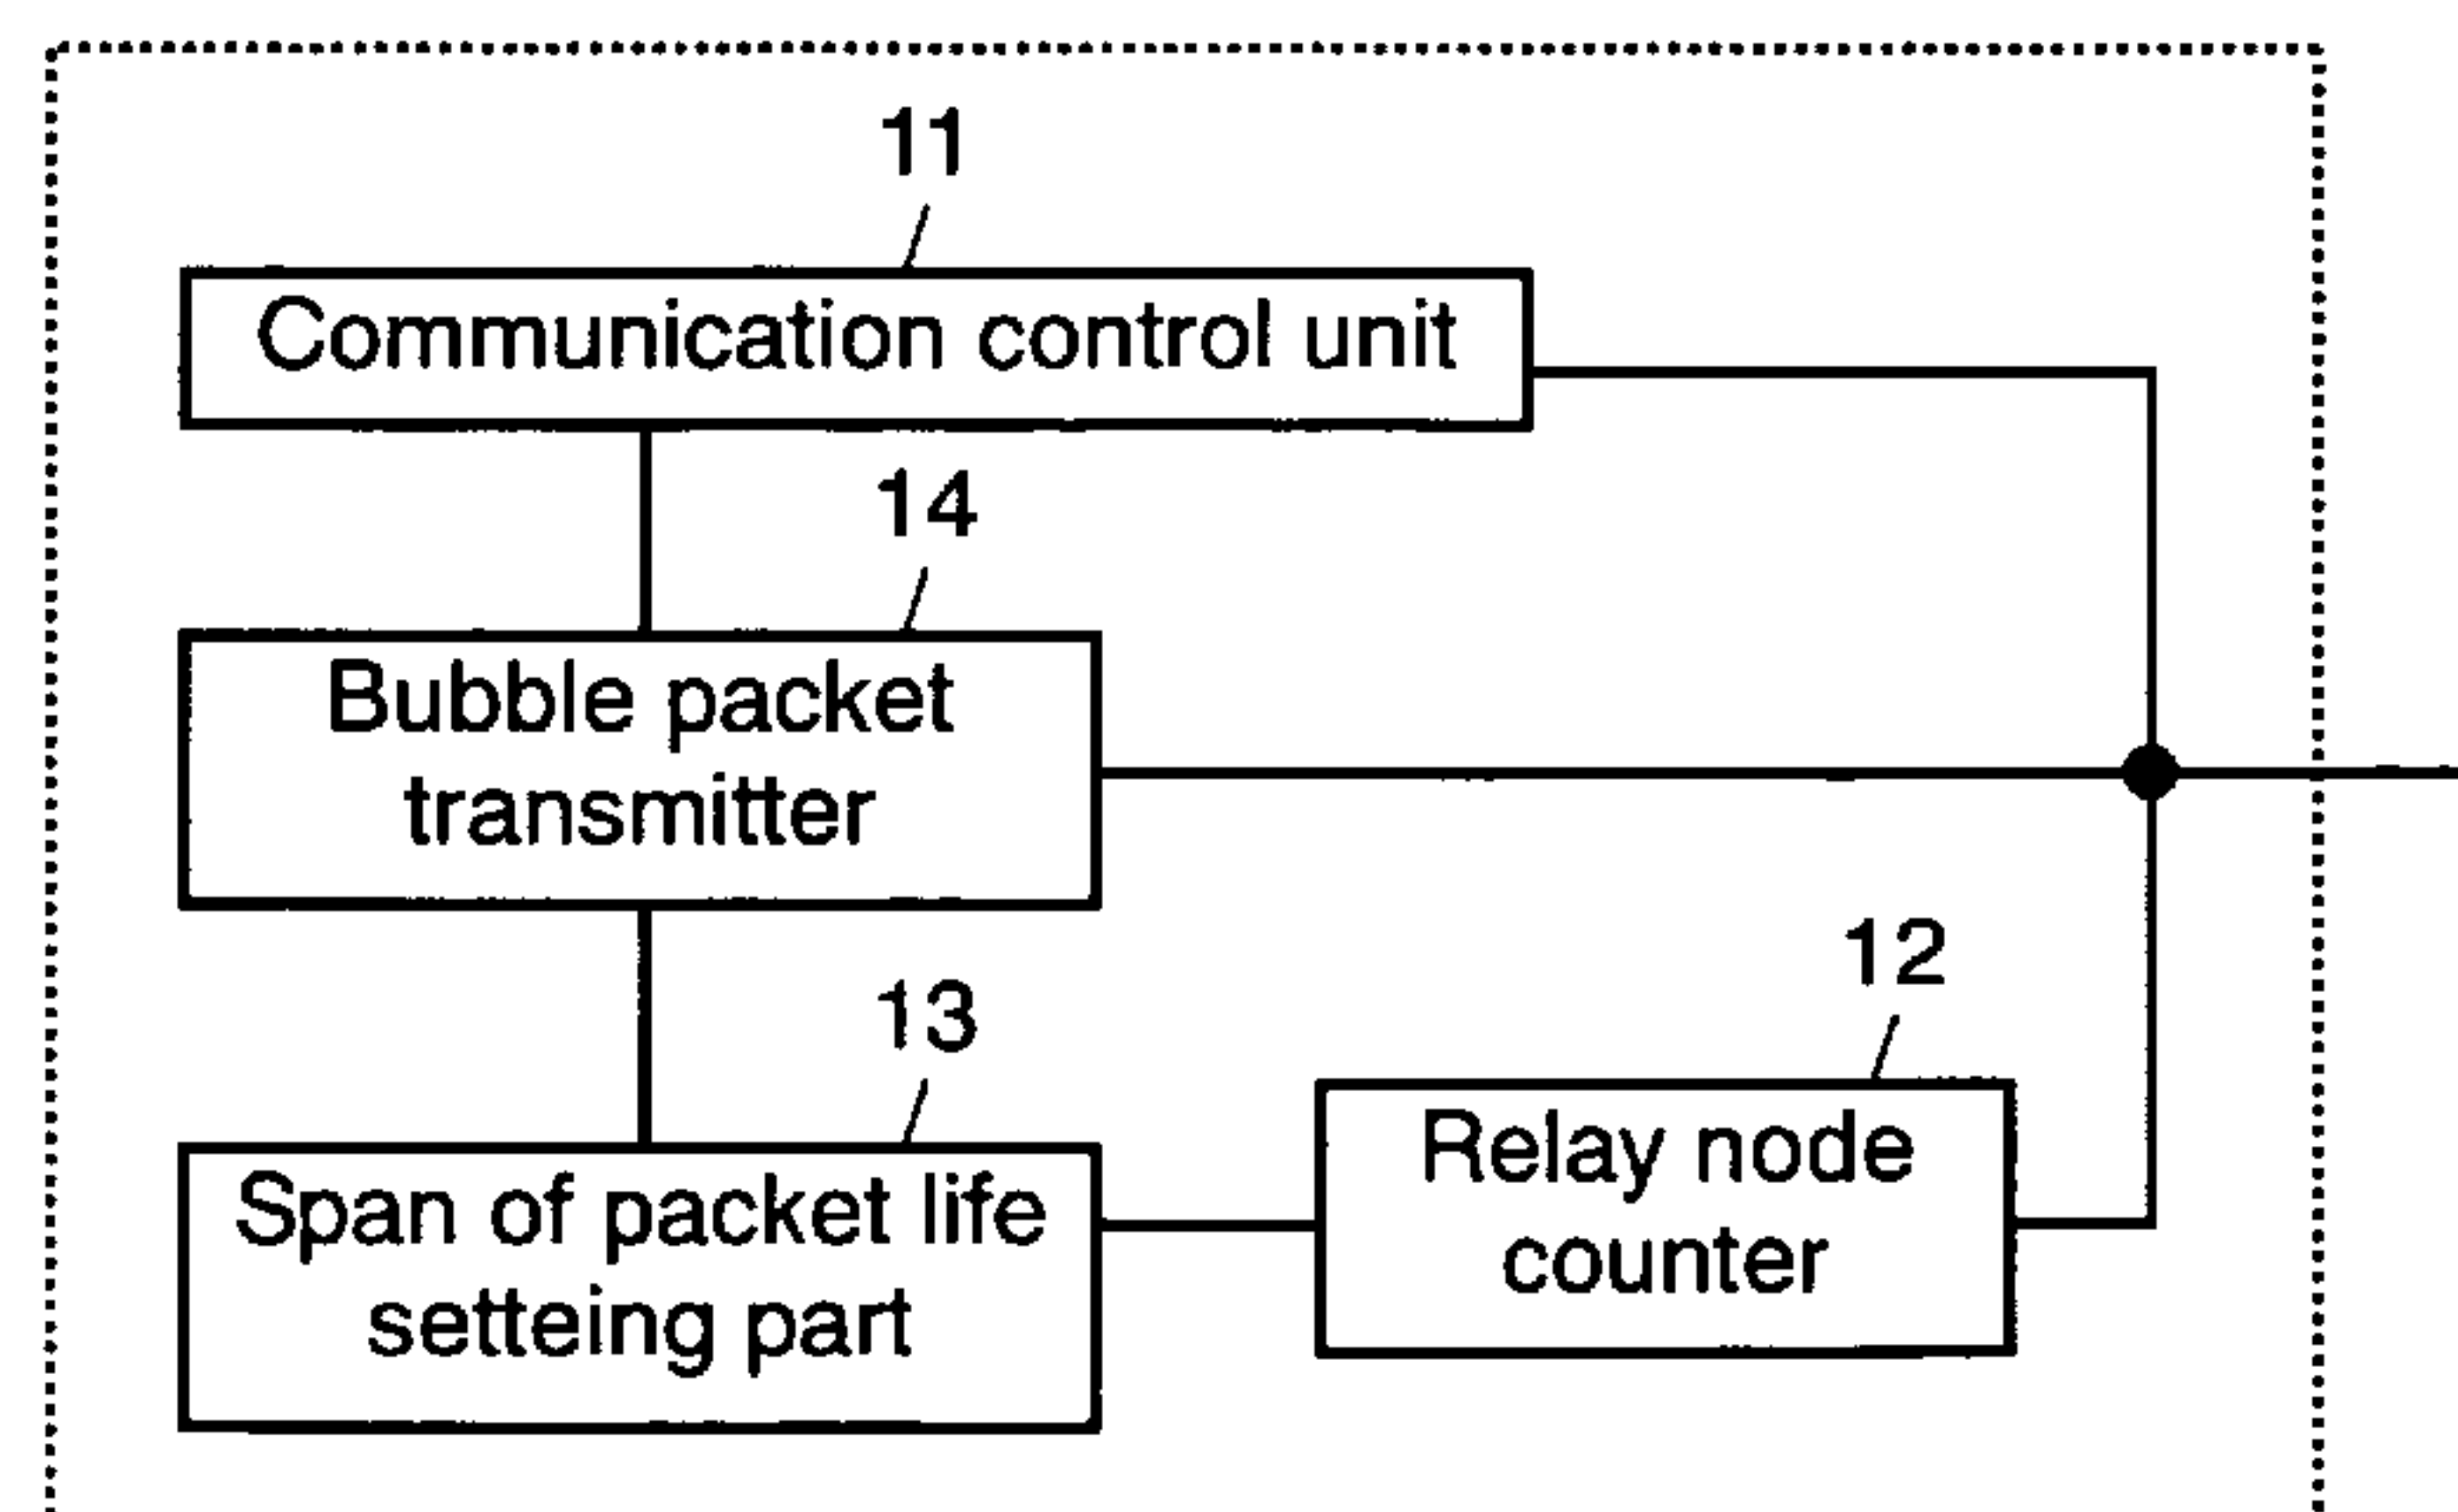 11
Communication control unit
14
Bubble packet
transmitter
13
Span of packet life
setteing part
12
Relay node
counter